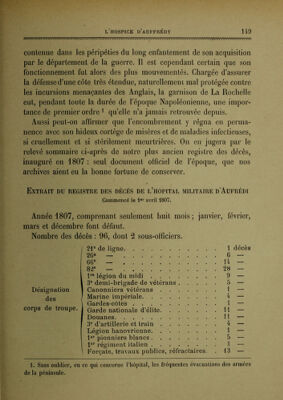 L'HOSPICE D'AUFFRÉDY 149
contenue dans les péripéties du long enfantement de son acquisition
par le département de la guerre. Il est cependant certain que son
fonctionnement fut alors des plus mouvementés. Chargée d'assurer
la défense d'une côte très étendue, naturellement mal protégée contre
les incursions menaçantes des Anglais, la garnison de La Rochelle
eut, pendant toute la durée de l'époque Napoléonienne, une impor-
tance de premier ordre 1 qu'elle n'a jamais retrouvée depuis.
Aussi peut-on affirmer que l'encombrement y régna en perma-
nence avec son hideux cortège de misères et de maladies infectieuses,
si cruellement et si stérilement meurtrières. On en jugera par le
relevé sommaire ci-après de notre plus ancien registre des décès,
inauguré en 1807 : seul document officiel de l'époque, que nos
archives aient eu la bonne fortune de conserver.
EXTRAIT DU REGISTRE DES DÉCÈS DE L'HOPITAL MILITAIRE D'AUFRÉDI
Commencé le 1er avril 1807.
Année 1807, comprenant seulement huit mois ; janvier, février,
mars et décembre font défaut.
Nombre des décès : 96, dont 2 sous-officiers.
Désignation des corps de troupe.
21e de ligne. 1 décès
26e — 6 —
66e — 14 —
82e — 28 —
1re légion du midi 9 —
3e demi-brigade de vétérans 5 —
Canonniers vétérans 1 —
Marine impériale. 4 —
Gardes-côtes
Garde nationale d'élite. 11 —
Douanes. 11 —
3e d'artillerie et train 4 —
Légion hanovrienne. 1 —
1er pionniers blancs. 5 —
1er régiment italien 1 —
Forçats, travaux publics, réfractaires 13 —
1. Sans oublier, en ce qui concerne l'hôpital, les fréquentes évacuations des armées
de la péninsule.